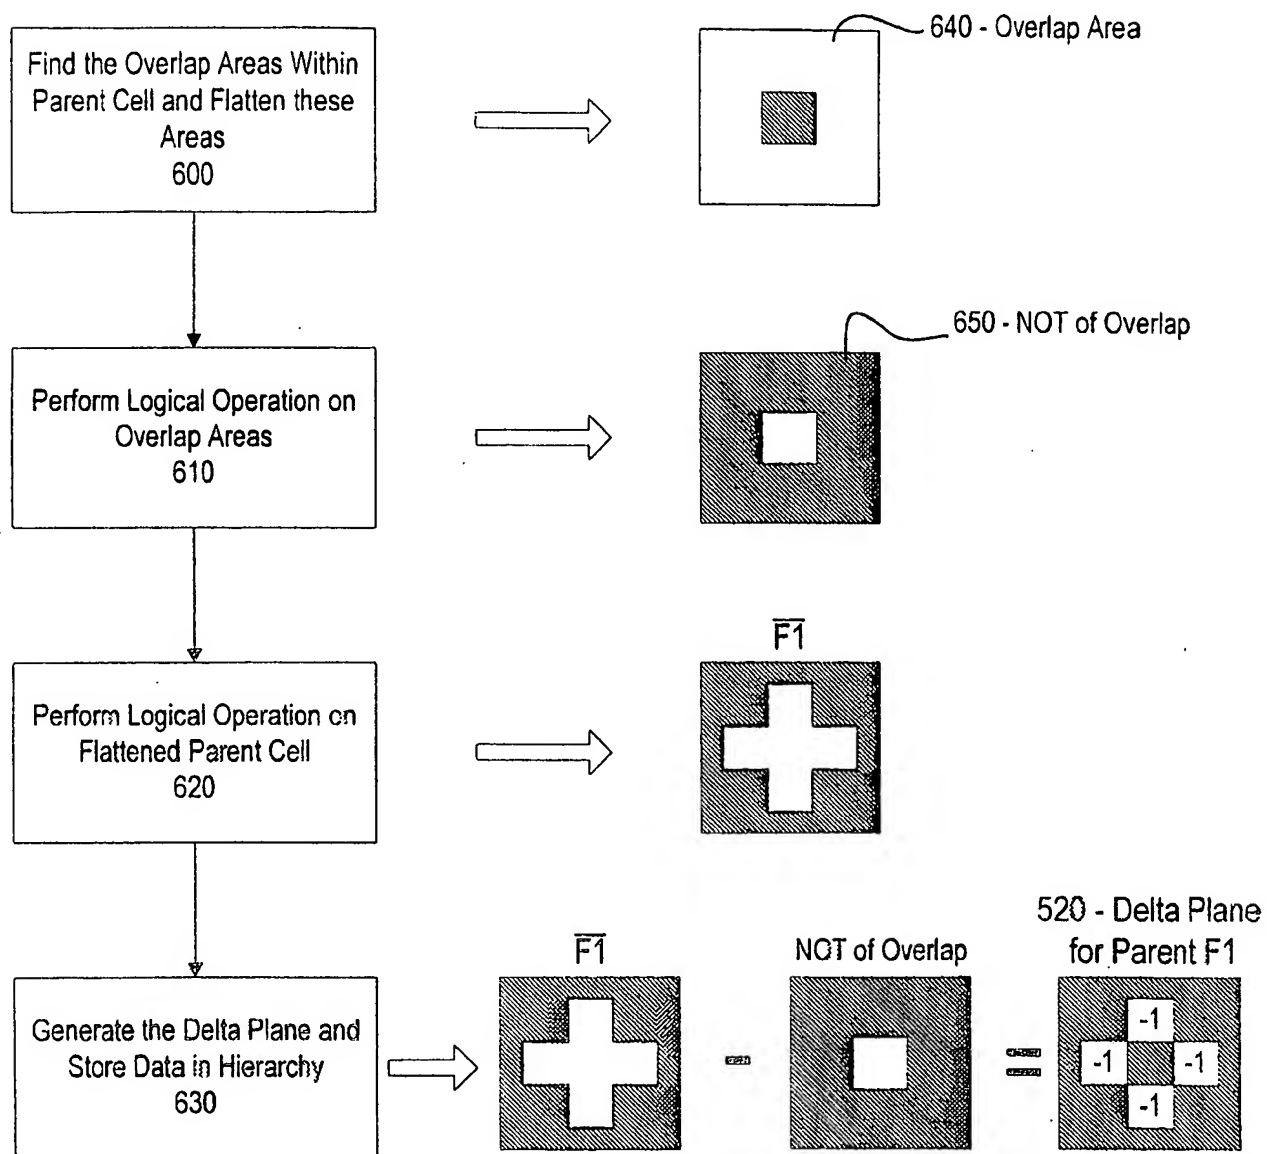 Find the Overlap Areas Within
Parent Cell and Flatten these
Areas
600
640 - Overlap Area
Perform Logical Operation on
Overlap Areas
610
650 - NOT of Overlap
Perform Logical Operation on
Flattened Parent Cell
620
F1
Generate the Delta Plane and
Store Data in Hierarchy
630
F1
NOT of Overlap
520 - Delta Plane
for Parent F1
-1
-1
-1
-1